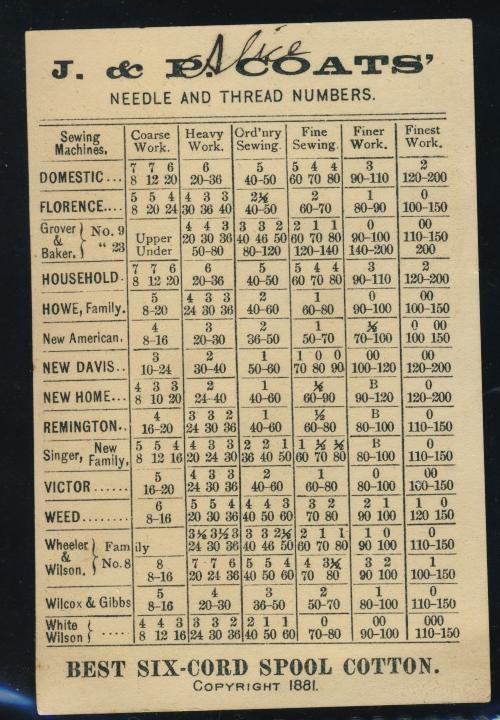 Alice
J. & P. COATS'
NEEDLE AND THREAD NUMBERS.
Sewing Machines. Coarse Work. Heavy Work. Ord'nry Sewing. Fine Sewing. Finer Work. Finest Work.
DOMESTIC... 7 7 6 6 5 5 4 4 3 2
8 12 20 20-36 40-50 60 70 80 90-110 120-200
FLORENCE.... 5 5 4 4 3 3 2½ 2 1 0
8 20 24 30 36 40 40-50 60-70 80-90 100-150
Grover & Baker. No. 9 4 4 3 3 3 2 2 1 1 0 00
" 23 Upper 20 30 36 40 46 50 60 70 80 90-100 110-150
Under 50-80 80-120 120-140 140-200 200
HOUSEHOLD. 7 7 6 6 5 5 4 4 3 2
8 12 20 20-36 40-50 60 70 80 90-110 120-200
HOWE, Family. 5 4 3 3 2 1 0 00
8-20 24 30 36 40-60 60-80 90-100 100-150
New American. 4 3 2 1 ½ 0 00
8-16 20-30 36-50 50-70 70-100 100 150
NEW DAVIS.. 3 2 1 1 0 0 00 00
10-24 30-40 50-60 70 80 90 100-120 120-200
NEW HOME... 4 3 3 2 1 ½ B 0
8 10 20 24-40 40-60 60-90 90-120 120-200
REMINGTON.. 4 3 3 2 1 ½ B 0
16-20 24 30 36 40-60 60-80 80-100 110-150
Singer, New Family, 5 5 4 4 3 3 2 2 1 1 ½ ½ B 0
8 12 16 20 24 30 36 40 50 60 70 80 80-100 110-150
VICTOR...... 5 4 3 3 2 1 0 00
16-20 24 30 36 40-60 60-80 80-100 100-150
WEED........ 6 5 5 4 4 4 3 3 2 2 1 1 0
8-16 20 30 36 40 50 60 70 80 90 100 120 150
Wheeler & Wilson. Family 3½ 3½ 3 3 3 2½ 2 1 1 1 0 0
24 30 36 40 46 50 60 70 80 90 100 110-150
No. 8 8 7 7 6 5 5 4 4 3½ 3 2 1
8-16 20 24 36 40 50 60 70 80 90 100 100-150
Wilcox & Gibbs 5 4 3 2 1 0
8-16 20-30 36-50 50-70 80-100 110-150
White Wilson ..... 4 4 3 3 3 2 2 1 1 0 00 000
8 12 16 24 30 36 40 50 60 70-80 90-100 110-150
BEST SIX-CORD SPOOL COTTON.
COPYRIGHT 1881.